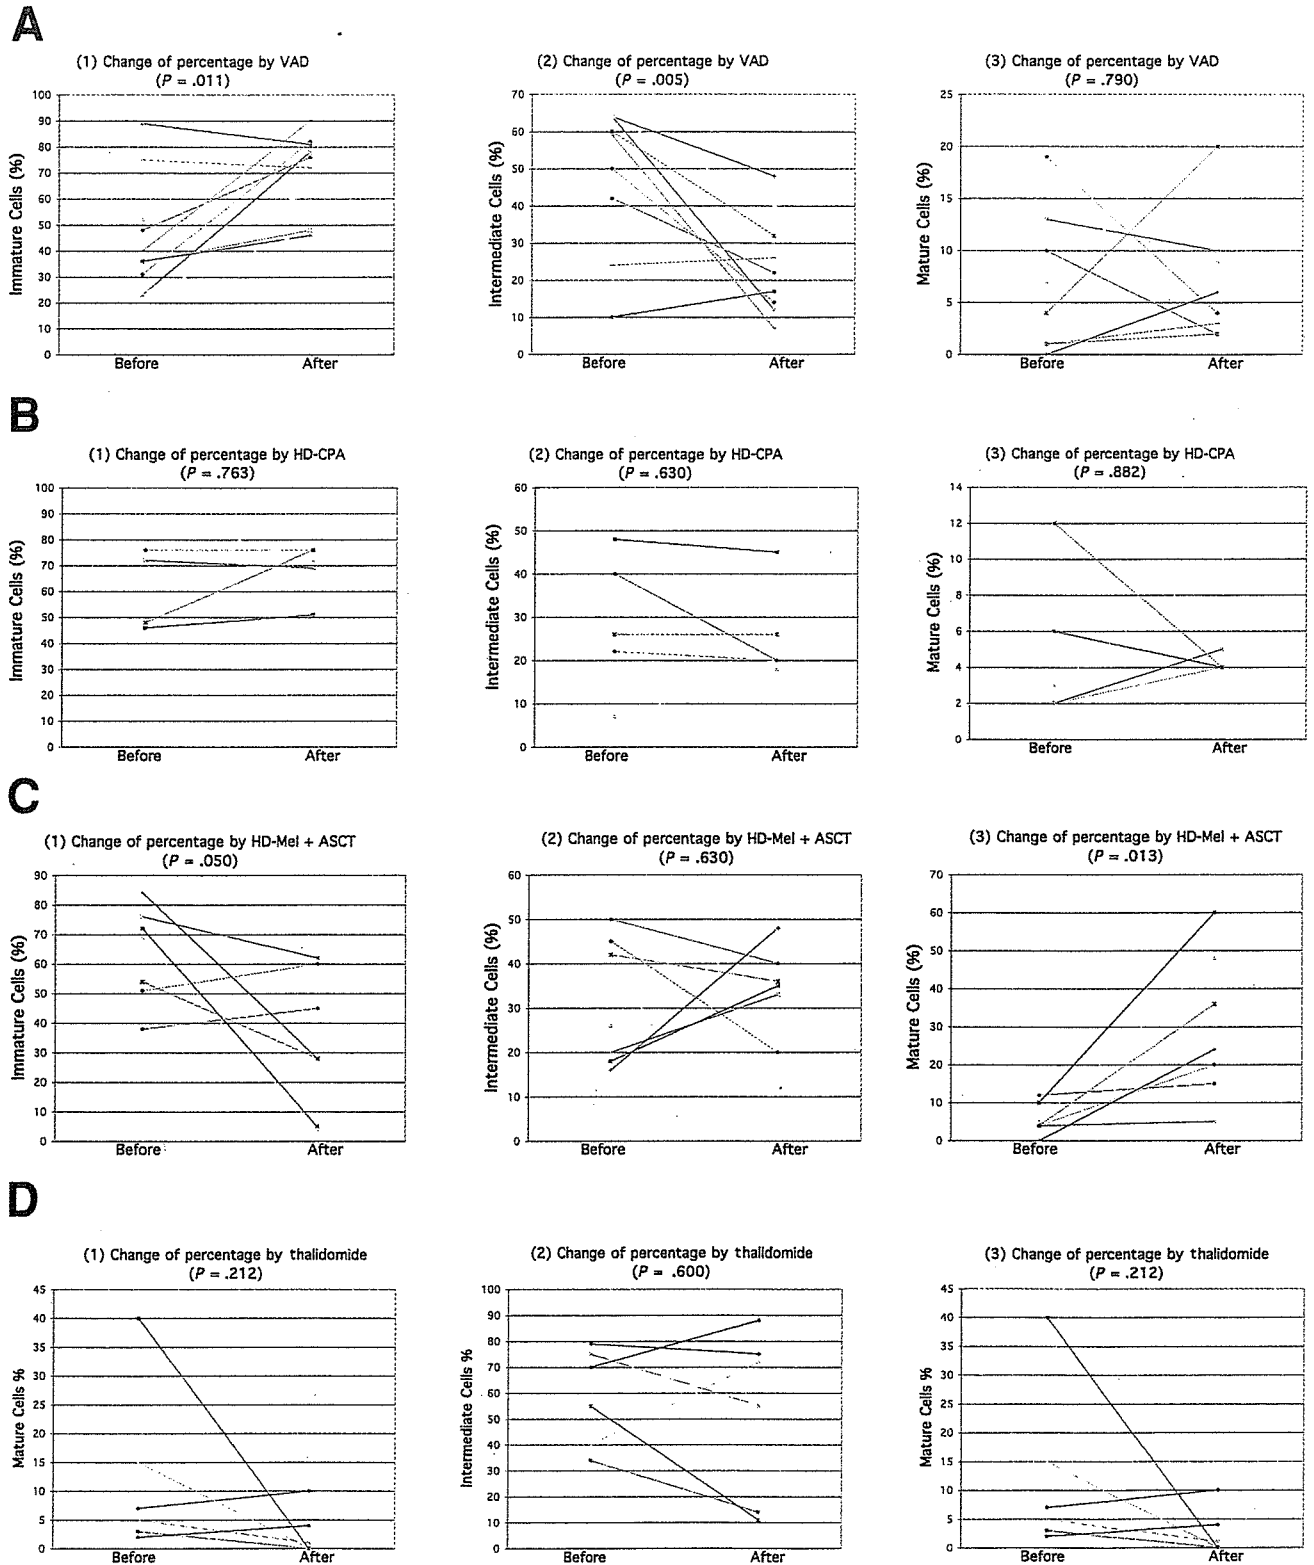 A
(1) Change of percentage by VAD
(P = .011)
Immature Cells (%)
100
90
80
70
60
50
40
30
20
10
0
Before After
(2) Change of percentage by VAD
(P = .005)
Intermediate Cells (%)
70
60
50
40
30
20
10
0
Before After
(3) Change of percentage by VAD
(P = .790)
Mature Cells (%)
25
20
15
10
5
0
Before After
B
(1) Change of percentage by HD-CPA
(P = .763)
Immature Cells (%)
100
90
80
70
60
50
40
30
20
10
0
Before After
(2) Change of percentage by HD-CPA
(P = .630)
Intermediate Cells (%)
60
50
40
30
20
10
0
Before After
(3) Change of percentage by HD-CPA
(P = .882)
Mature Cells (%)
14
12
10
8
6
4
2
0
Before After
C
(1) Change of percentage by HD-Mel + ASCT
(P = .050)
Immature Cells (%)
90
80
70
60
50
40
30
20
10
0
Before After
(2) Change of percentage by HD-Mel + ASCT
(P = .630)
Intermediate Cells (%)
60
50
40
30
20
10
0
Before After
(3) Change of percentage by HD-Mel + ASCT
(P = .013)
Mature Cells (%)
70
60
50
40
30
20
10
0
Before After
D
(1) Change of percentage by thalidomide
(P = .212)
Mature Cells %
45
40
35
30
25
20
15
10
5
0
Before After
(2) Change of percentage by thalidomide
(P = .600)
Intermediate Cells %
100
90
80
70
60
50
40
30
20
10
0
Before After
(3) Change of percentage by thalidomide
(P = .212)
Mature Cells %
45
40
35
30
25
20
15
10
5
0
Before After